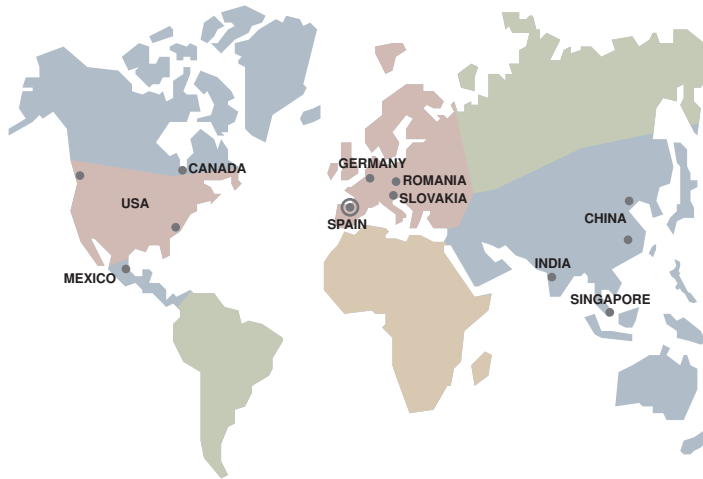 GERMANY
CANADA
ROMANIA
SLOVAKIA
USA
CHINA
SPAIN
INDIA
MEXICO
SINGAPORE